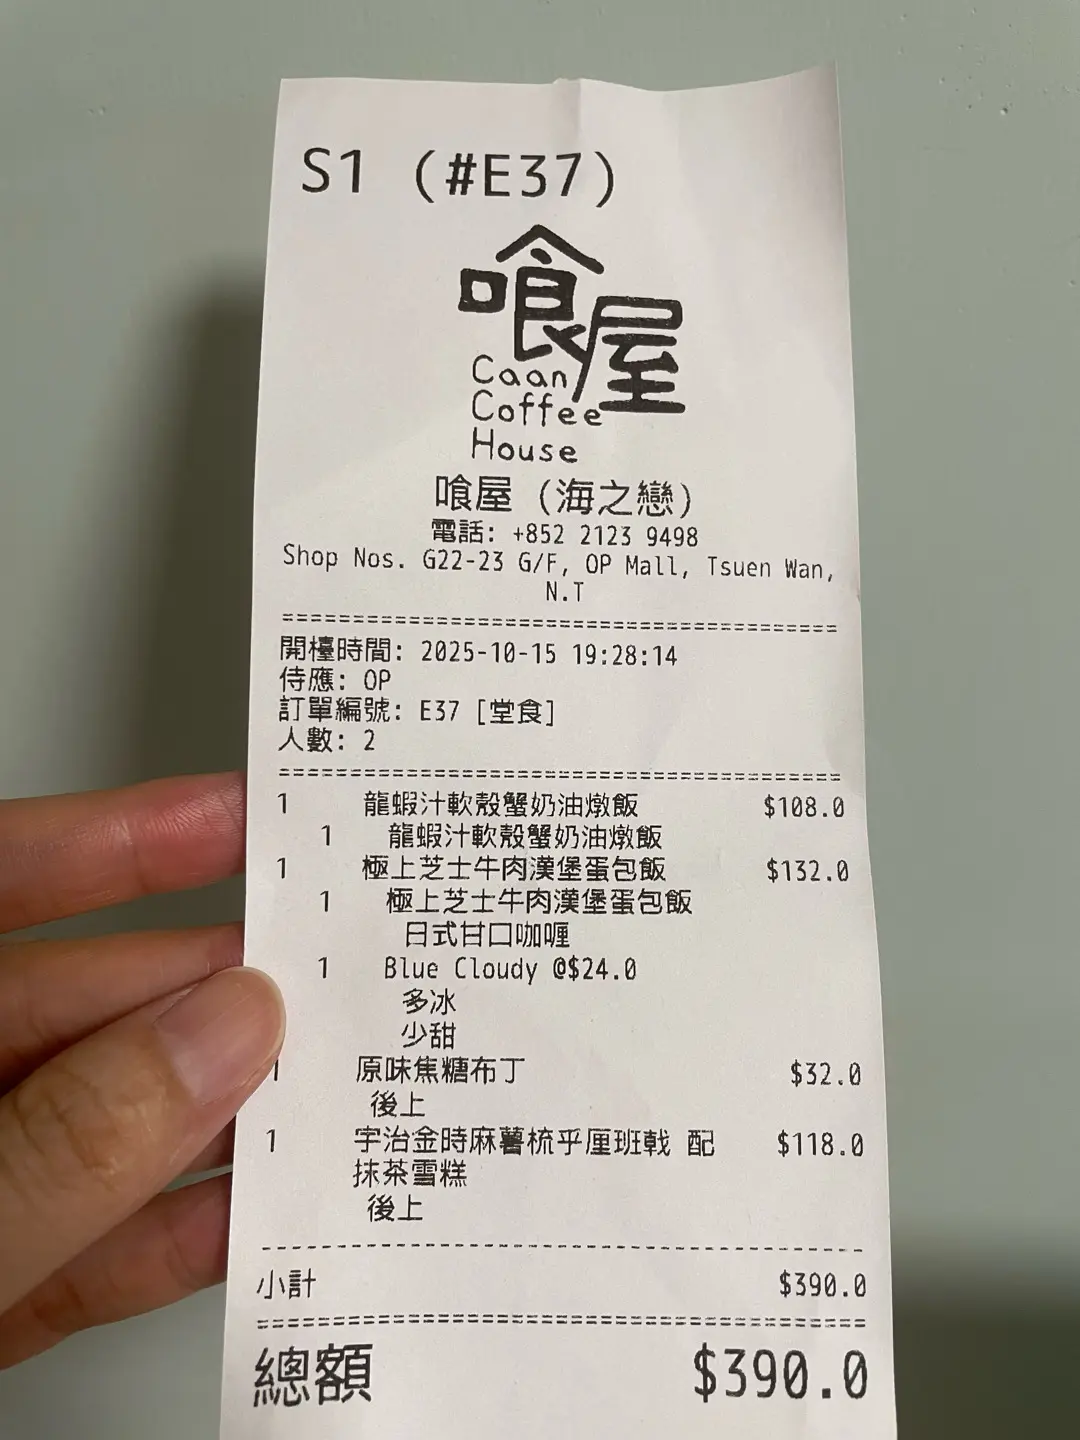 S1 (#E37)
喰屋
Caan
Coffee
House
喰屋 (海之戀)
電話: +852 2123 9498
Shop Nos. G22-23 G/F, OP Mall, Tsuen Wan,
N.T
開檯時間: 2025-10-15 19:28:14
侍應: OP
訂單編號: E37 [堂食]
人數: 2
1 龍蝦汁軟殼蟹奶油燉飯 $108.0
1 龍蝦汁軟殼蟹奶油燉飯
1 極上芝士牛肉漢堡蛋包飯 $132.0
1 極上芝士牛肉漢堡蛋包飯
日式甘口咖喱
1 Blue Cloudy @$24.0
多冰
少甜
1 原味焦糖布丁 $32.0
後上
1 宇治金時麻薯梳乎厘班戟 配 $118.0
抹茶雪糕
後上
小計 $390.0
總額 $390.0